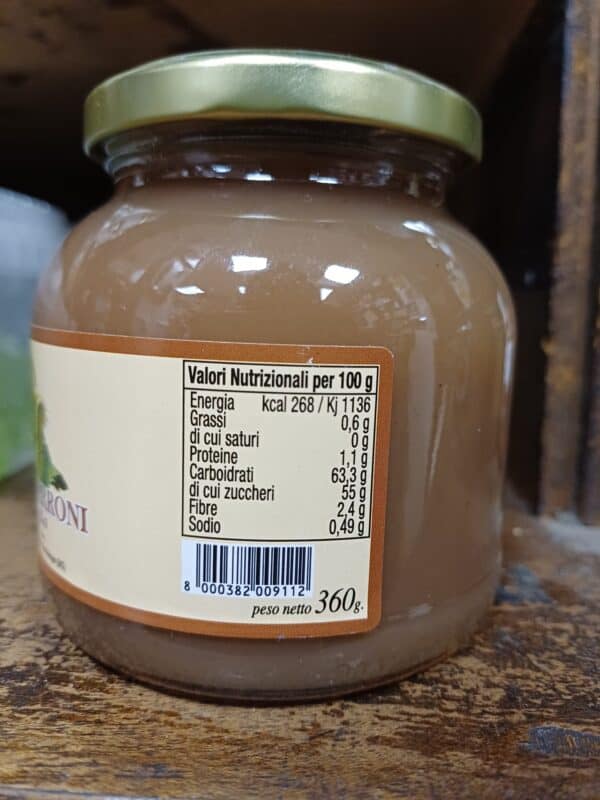 Valori Nutrizionali per 100 g
Energia kcal 268 / Kj 1136
Grassi 0,6 g
di cui saturi 0 g
Proteine 1,1 g
Carboidrati 63,3 g
di cui zuccheri 55 g
Fibre 2,4 g
Sodio 0,49 g
RONI
8 000382 009112
peso netto 360g.